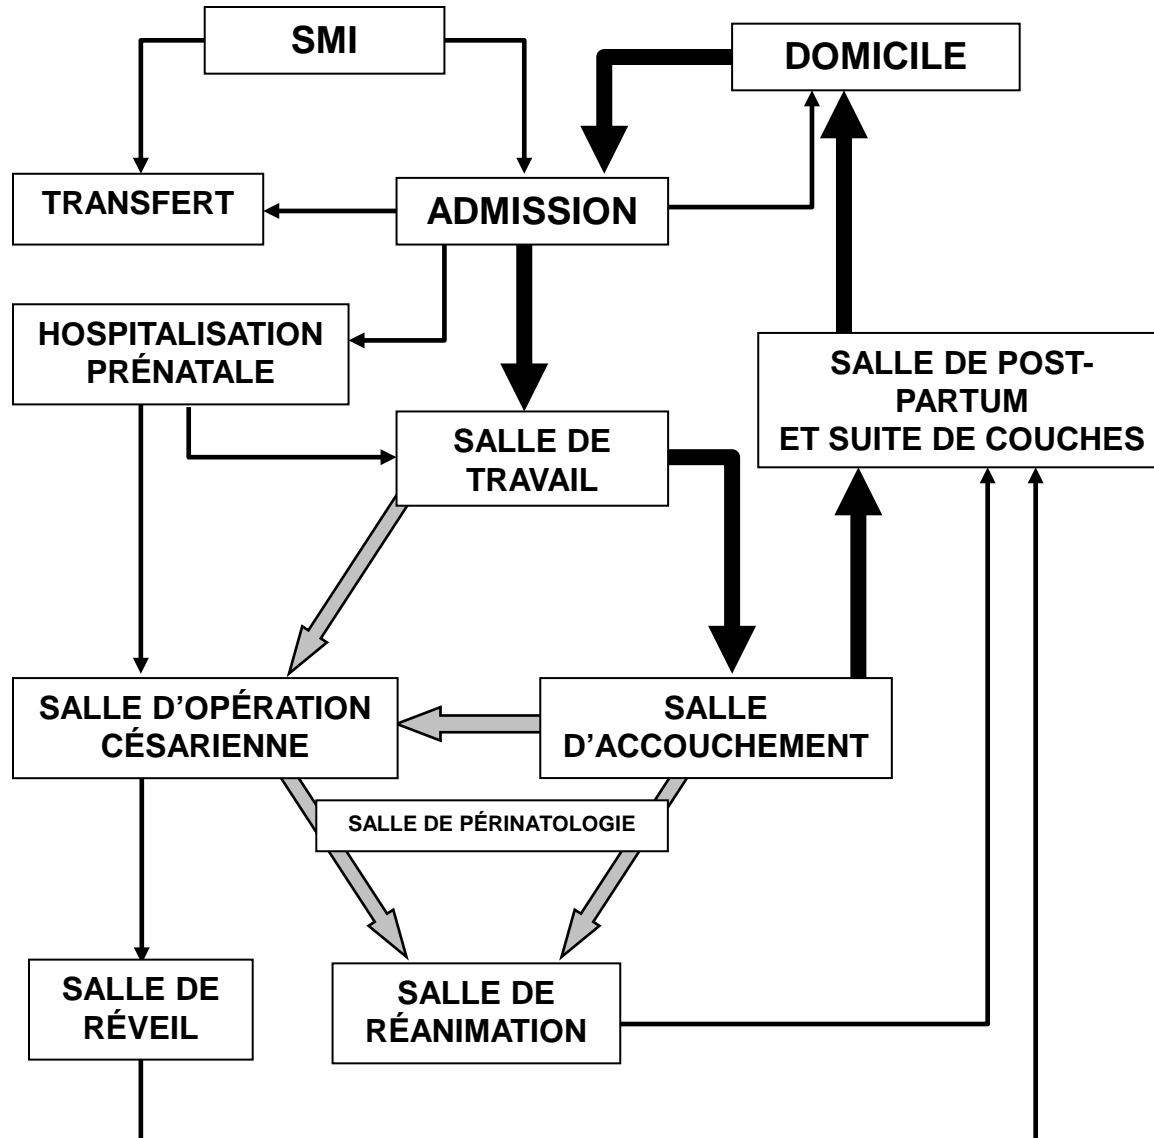 SMI
DOMICILE
TRANSFERT
ADMISSION
HOSPITALISATION
PRÉNATALE
SALLE DE POST-
PARTUM
ET SUITE DE COUCHES
SALLE DE
TRAVAIL
SALLE D’OPÉRATION
CÉSARIENNE
SALLE
D’ACCOUCHEMENT
SALLE DE PÉRINATOLOGIE
SALLE DE
RÉVEIL
SALLE DE
RÉANIMATION